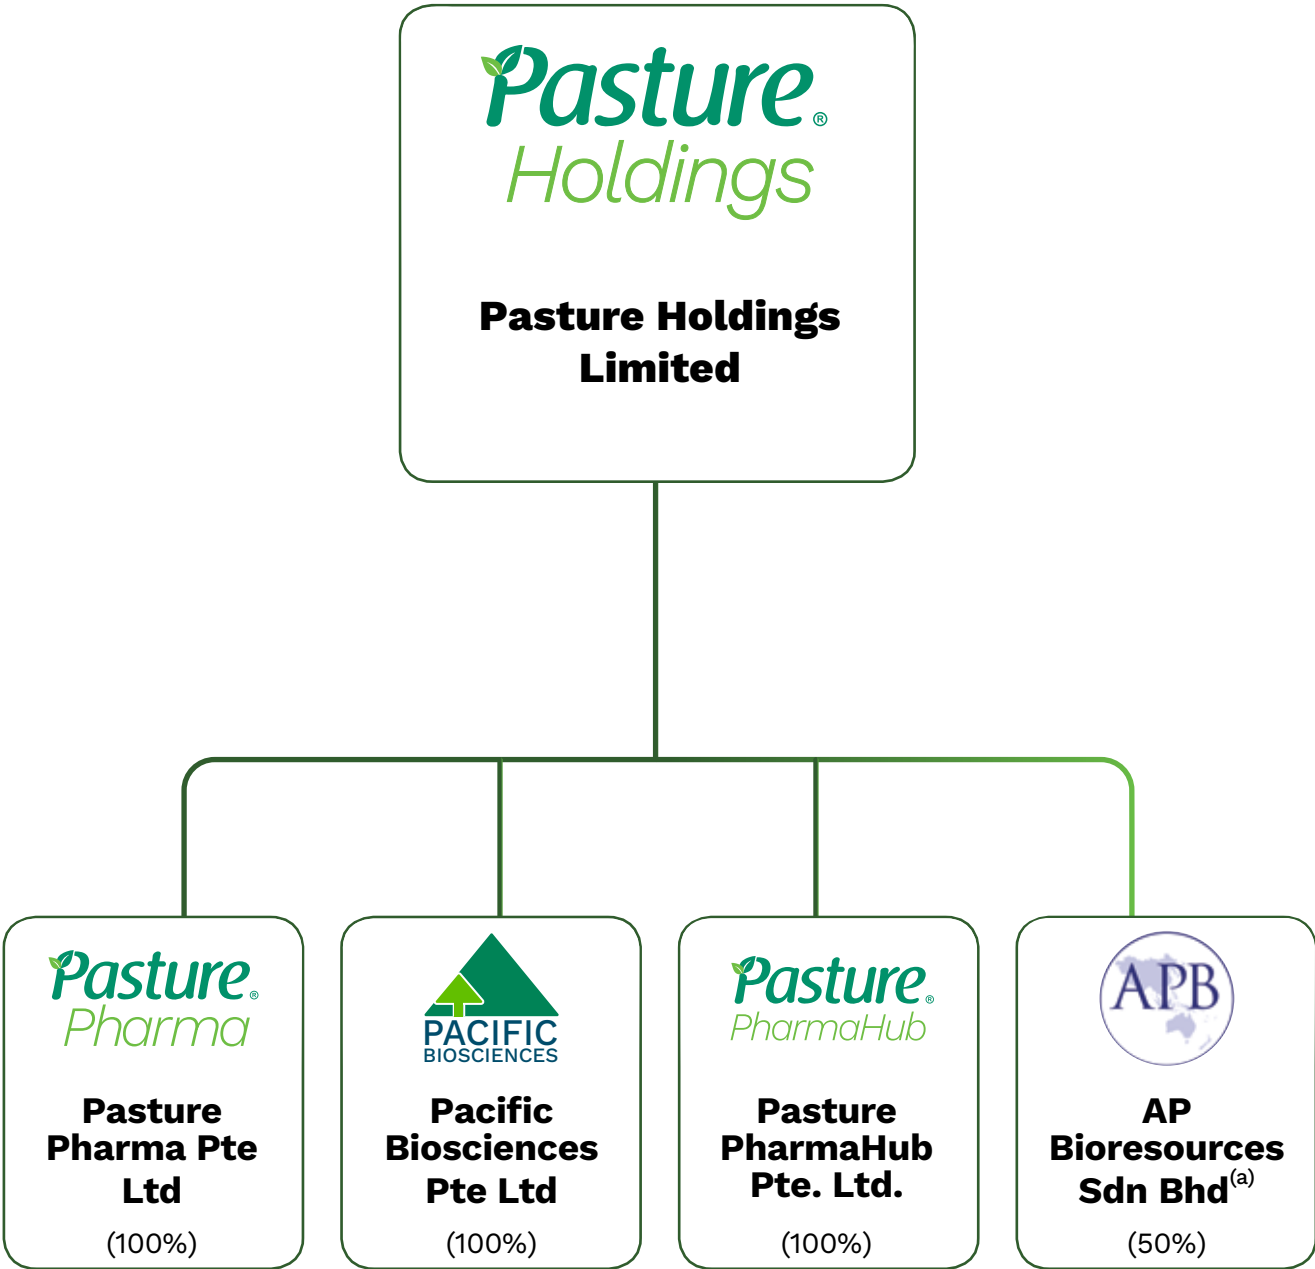 Pasture®
Holdings
Pasture Holdings
Limited
Pasture®
Pharma
Pasture
Pharma Pte
Ltd
(100%)
PACIFIC
BIOSCIENCES
Pacific
Biosciences
Pte Ltd
(100%)
Pasture®
PharmaHub
Pasture
PharmaHub
Pte. Ltd.
(100%)
APB
AP
Bioresources
Sdn Bhd(a)
(50%)